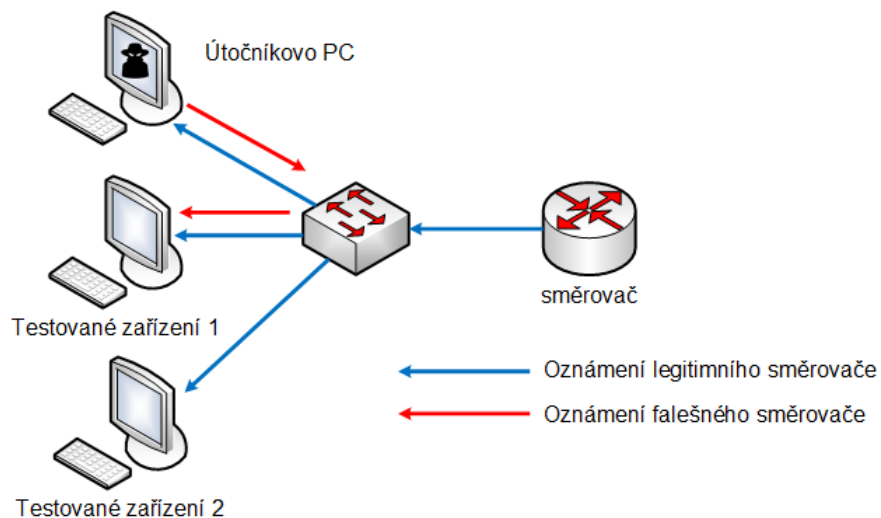 Útočníkovo PC
směrovač
Testované zařízení 1
Oznámení legitimního směrovače
Oznámení falešného směrovače
Testované zařízení 2